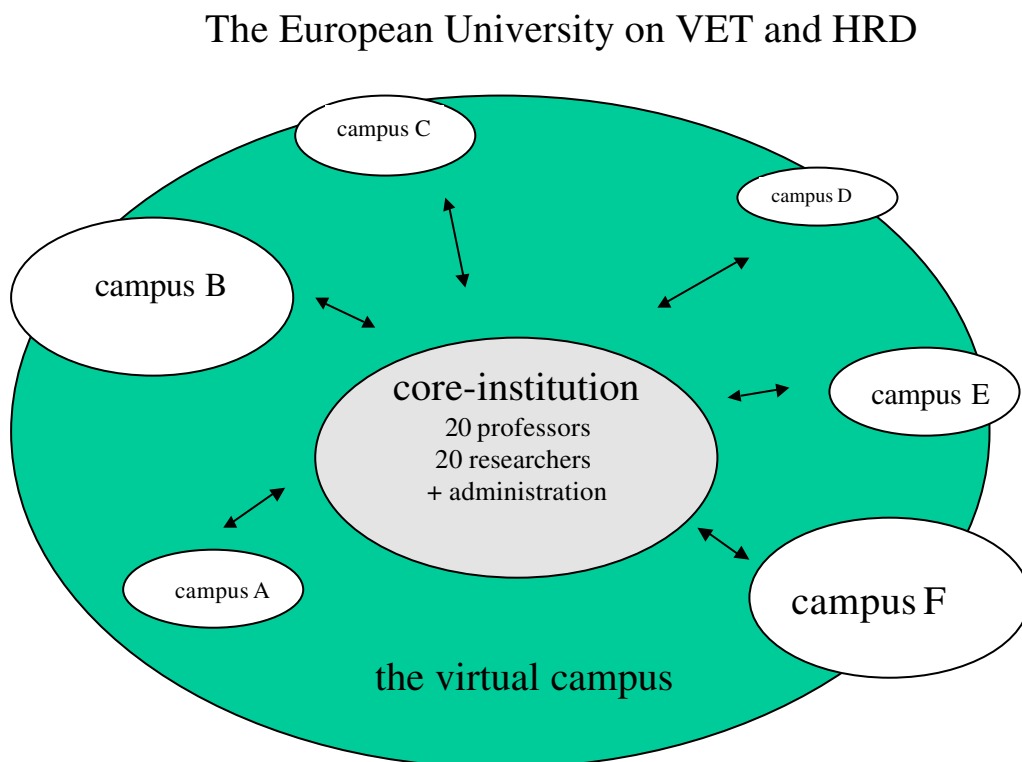 The European University on VET and HRD
campus C
campus D
campus B
core-institution
20 professors
20 researchers
+ administration
campus E
campus A
campus F
the virtual campus